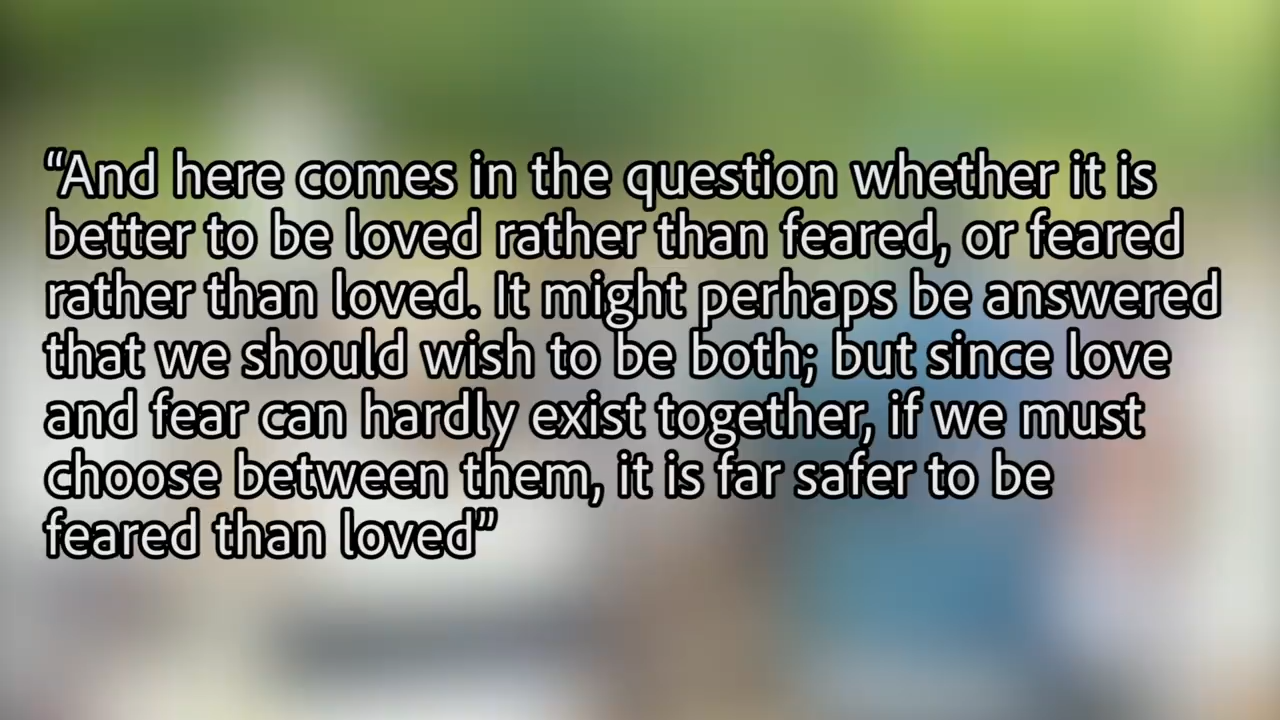 “And here comes in the question whether it is
better to be loved rather than feared, or feared
rather than loved. It might perhaps be answered
that we should wish to be both; but since love
and fear can hardly exist together, if we must
choose between them, it is far safer to be
feared than loved”